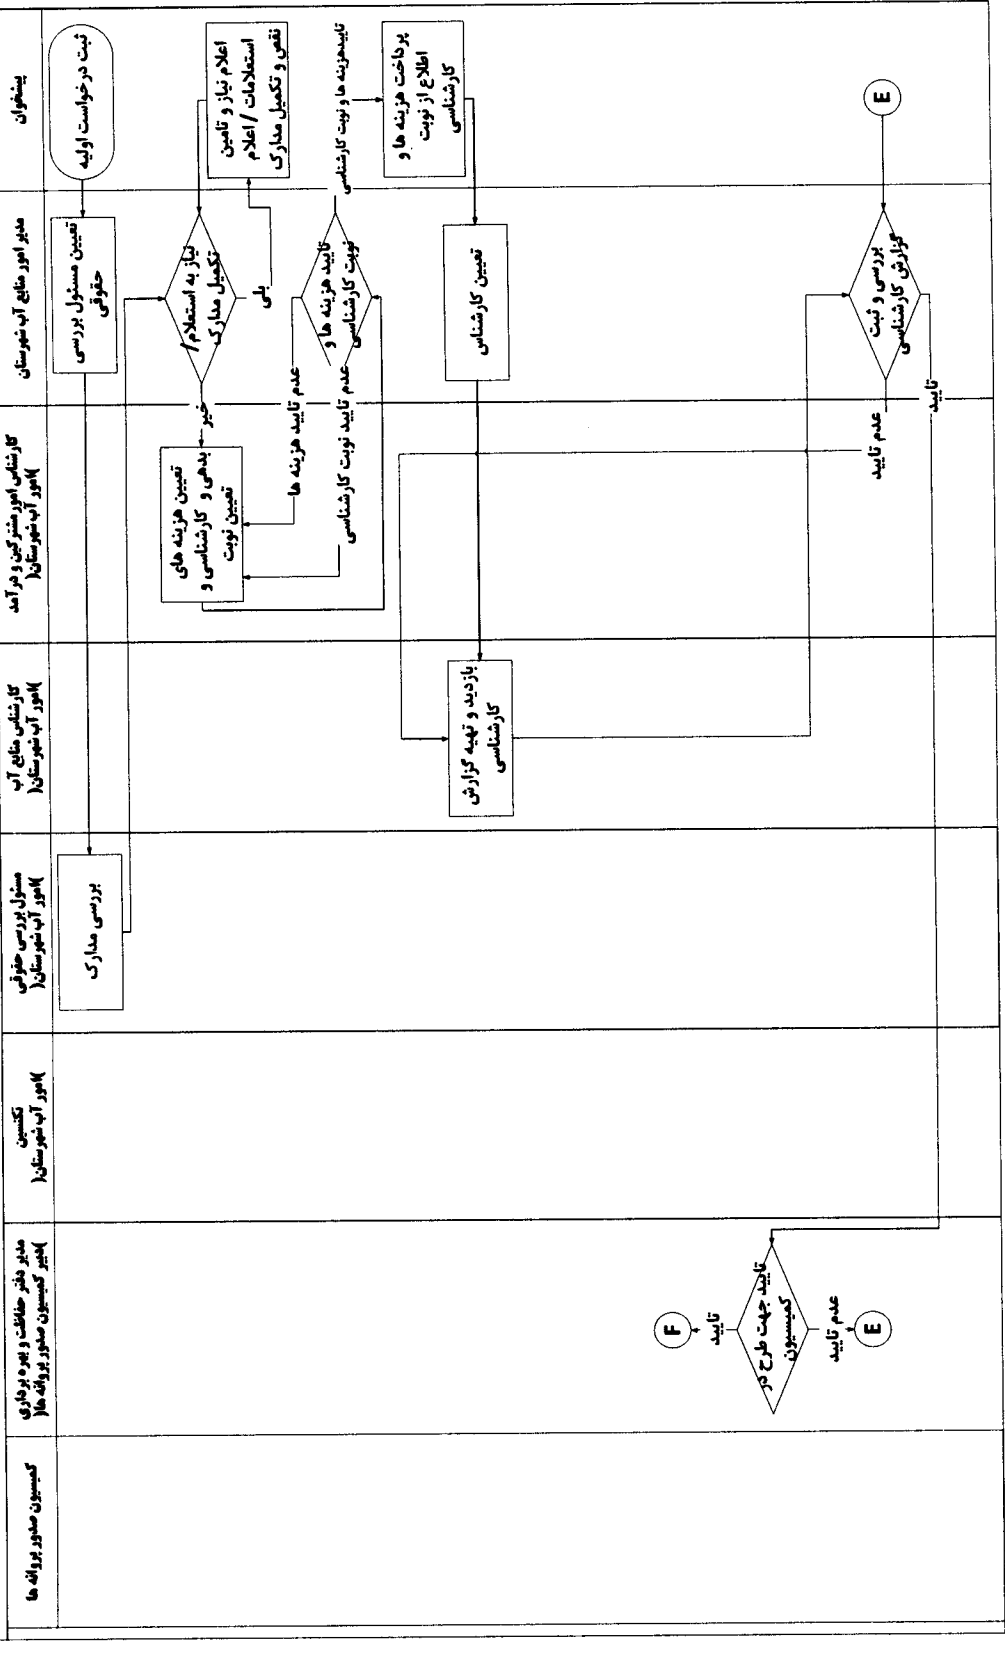 پیشخوان
مدیر امور منابع آب شهرستان
کارشناس امور مشترکین و درآمد
)امور آب شهرستان(
کارشناس منابع آب
)امور آب شهرستان(
مسئول بررسی حقوقی
)امور آب شهرستان(
تکنسین
)امور آب شهرستان(
مدیر دفتر حفاظت و بهره برداری
)دبیر کمیسیون صدور پروانه ها(
کمیسیون صدور پروانه ها
ثبت درخواست اولیه
تعیین مسئول بررسی
حقوقی
بررسی مدارک
اعلام نیاز و تامین
استعلامات / اعلام
نقص و تکمیل مدارک
نیاز به استعلام/
تکمیل مدارک
بلی
خیر
تعیین هزینه های
بدهی و کارشناسی و
تعیین نوبت
تایید هزینه ها و
نوبت کارشناسی
عدم تایید هزینه ها
عدم تایید نوبت کارشناسی
تاییدهزینه ها و نوبت کارشناسی
پرداخت هزینه ها و
اطلاع از نوبت
کارشناسی
تعیین کارشناس
بازدید و تهیه گزارش
کارشناسی
E
بررسی و ثبت
گزارش کارشناسی
عدم تایید
تایید
تایید جهت طرح در
کمیسیون
تایید
F
عدم تایید
E